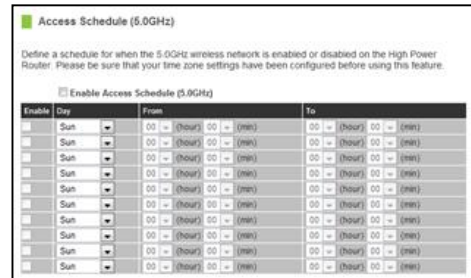 Access Schedule (5.0GHz)
Define a schedule for when the 5.0GHz wireless network is enabled or disabled on the High Power
Router. Please be sure that your time zone settings have been configured before using this feature.
Enable Access Schedule (5.0GHz)
Enable Day From To
Sun 00 (hour) 00 (min) 00 (hour) 00 (min)
Sun 00 (hour) 00 (min) 00 (hour) 00 (min)
Sun 00 (hour) 00 (min) 00 (hour) 00 (min)
Sun 00 (hour) 00 (min) 00 (hour) 00 (min)
Sun 00 (hour) 00 (min) 00 (hour) 00 (min)
Sun 00 (hour) 00 (min) 00 (hour) 00 (min)
Sun 00 (hour) 00 (min) 00 (hour) 00 (min)
Sun 00 (hour) 00 (min) 00 (hour) 00 (min)
Sun 00 (hour) 00 (min) 00 (hour) 00 (min)
Sun 00 (hour) 00 (min) 00 (hour) 00 (min)